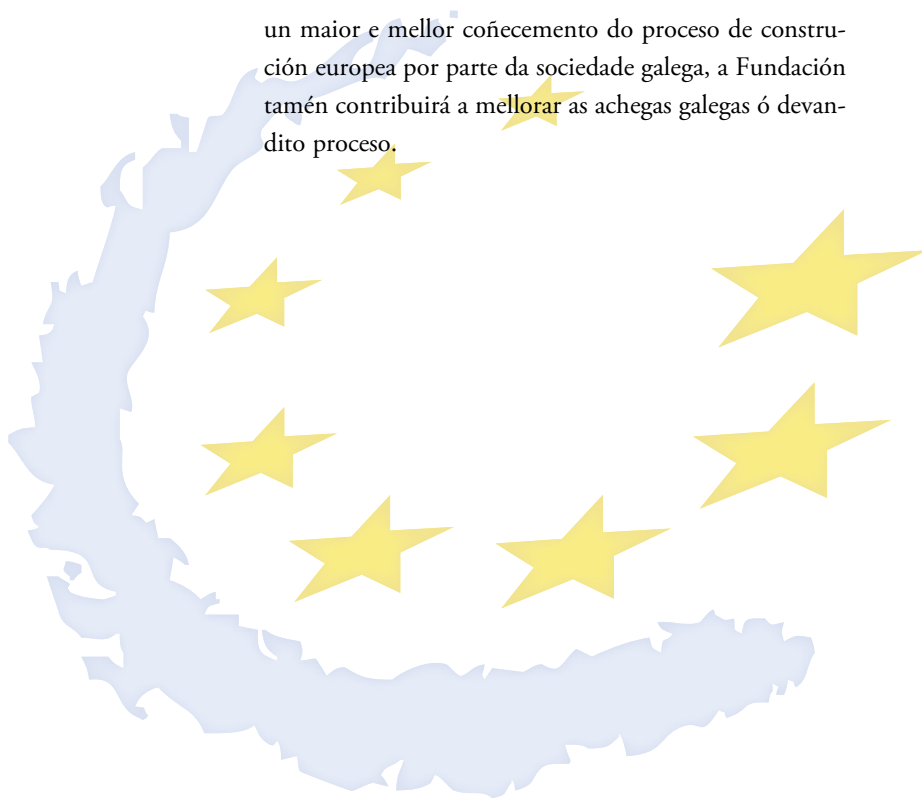 un maior e mellor coñecemento do proceso de constru-
ción europea por parte da sociedade galega, a Fundación
tamén contribuirá a mellorar as achegas galegas ó devan-
dito proceso.